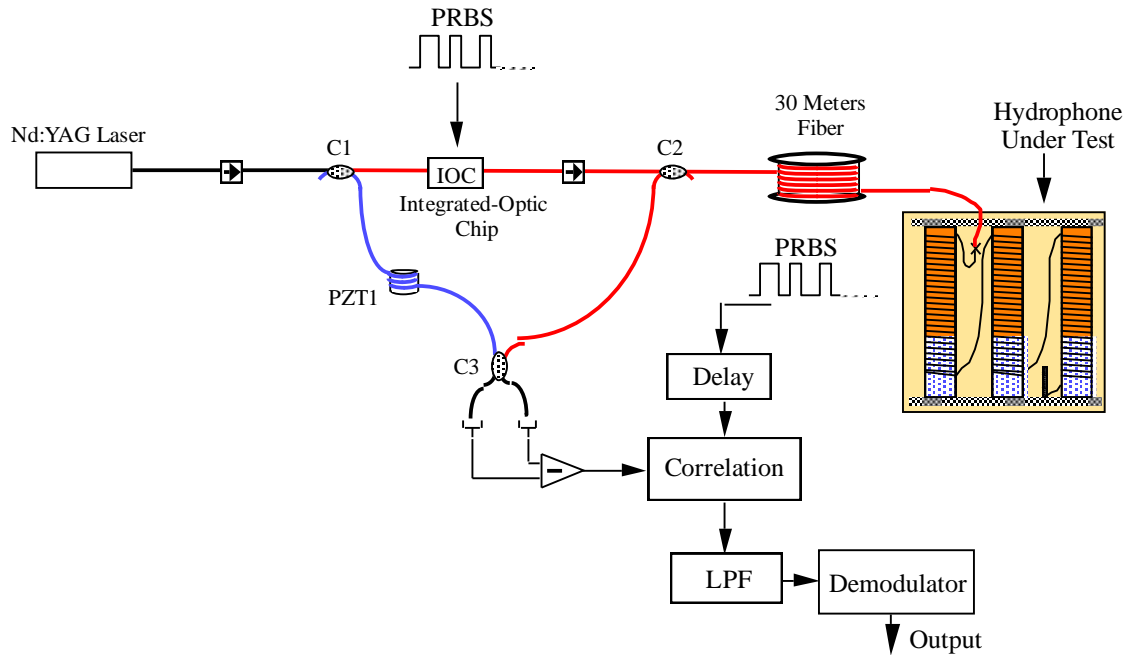 PRBS
Nd:YAG Laser
C1
IOC
Integrated-Optic
Chip
C2
30 Meters
Fiber
Hydrophone
Under Test
PZT1
PRBS
C3
Delay
Correlation
LPF
Demodulator
Output